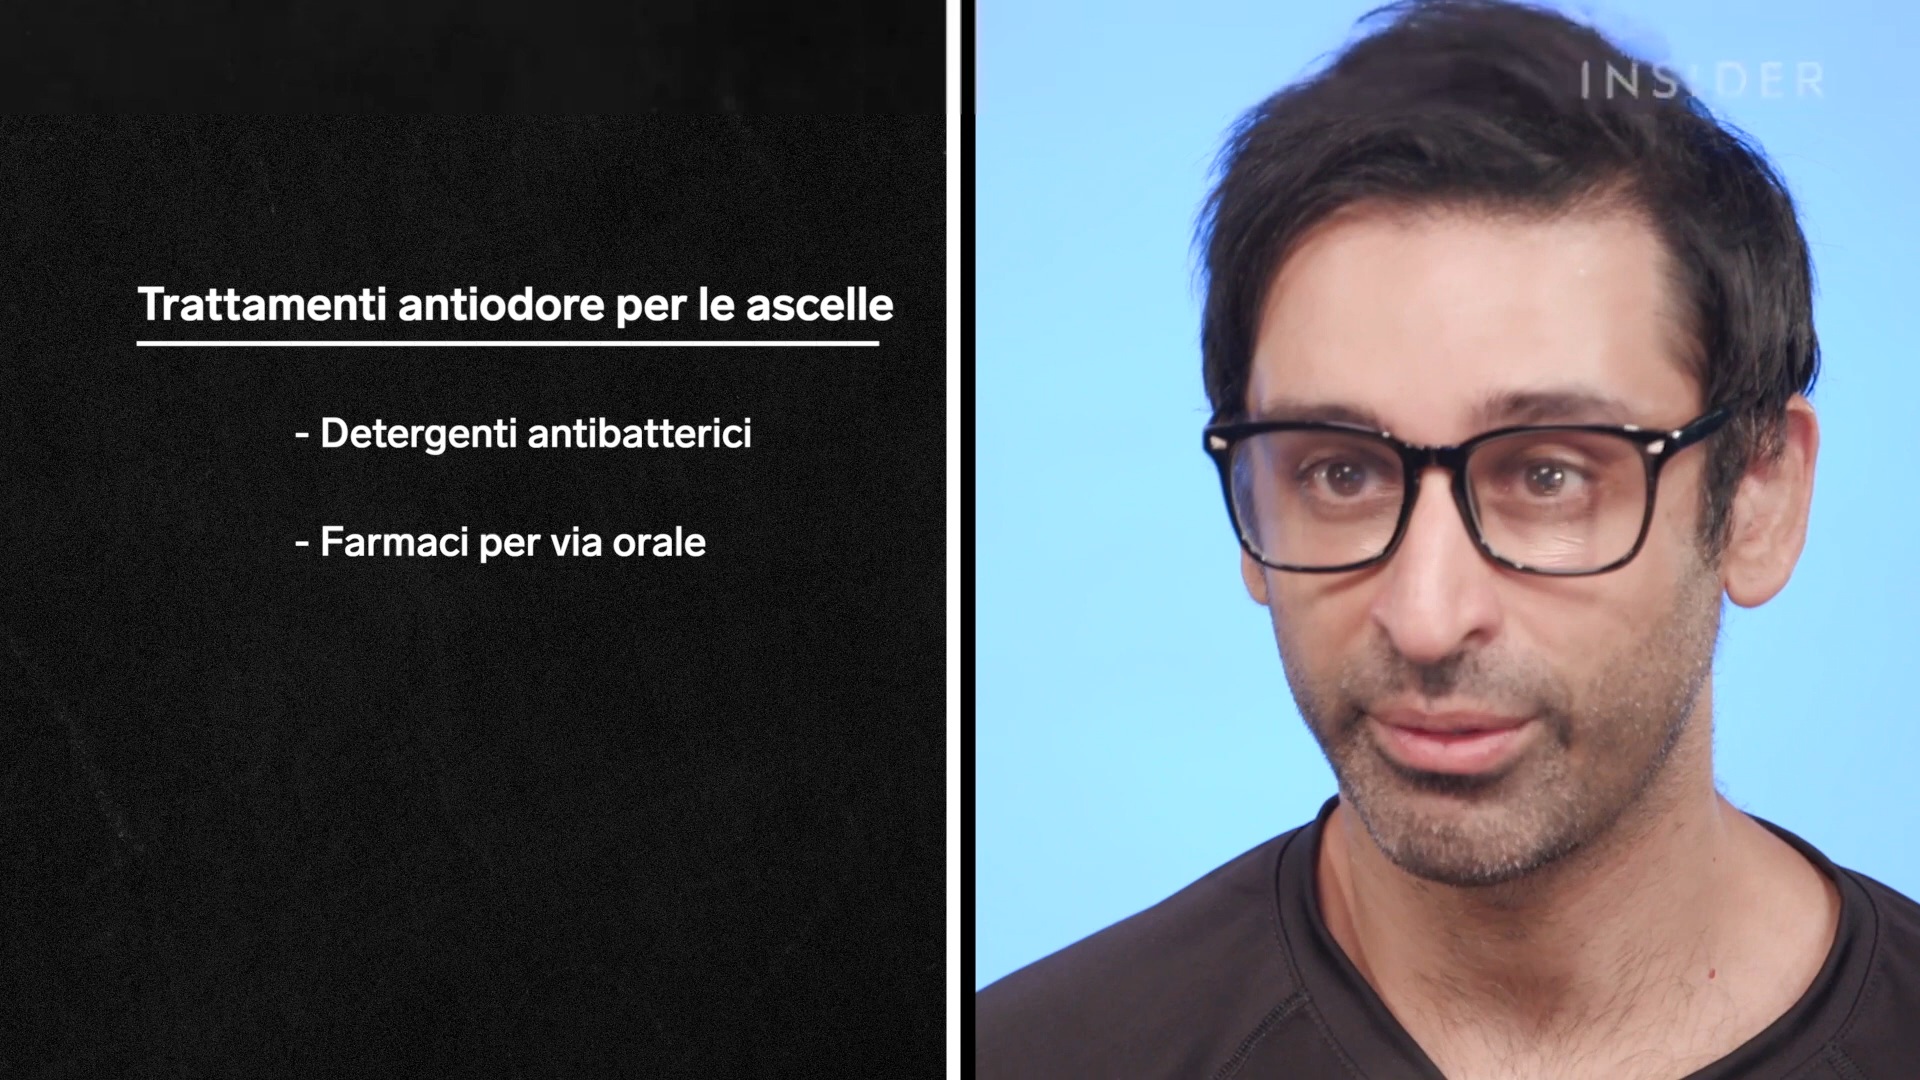 INSIDER
Trattamenti antiodore per le ascelle
- Detergenti antibatterici
- Farmaci per via orale